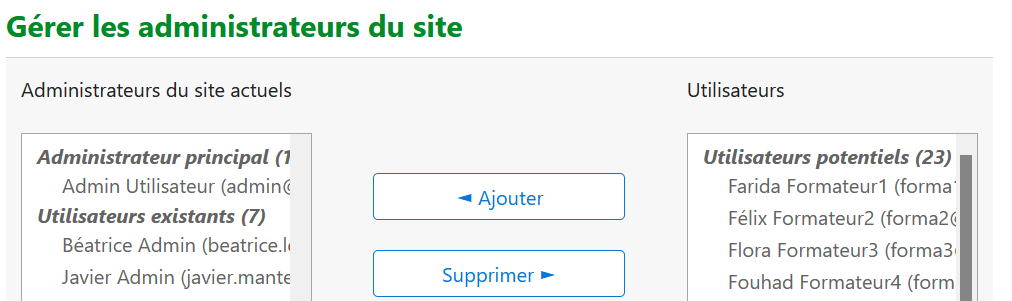 Gérer les administrateurs du site
Administrateurs du site actuels
Administrateur principal (1
Admin Utilisateur (admin@
Utilisateurs existants (7)
Béatrice Admin (beatrice.le
Javier Admin (javier.mante
◄ Ajouter
Supprimer ►
Utilisateurs
Utilisateurs potentiels (23)
Farida Formateur1 (forma1
Félix Formateur2 (forma2@
Flora Formateur3 (forma3@
Fouhad Formateur4 (form